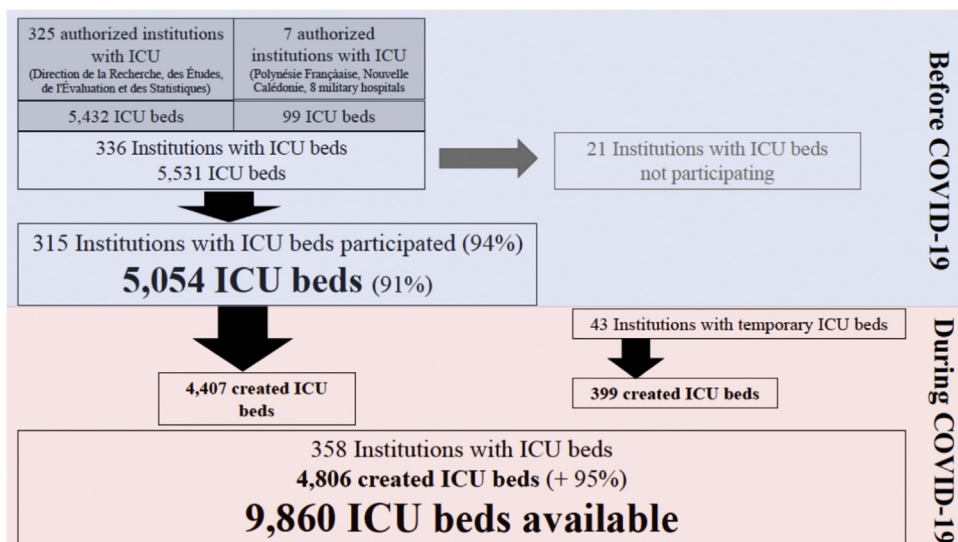 325 authorized institutions
with ICU
(Direction de la Recherche, des Études,
de l'Évaluation et des Statistiques)
5,432 ICU beds
7 authorized
institutions with ICU
(Polynésie Françàaise, Nouvelle
Calédonie, 8 military hospitals
99 ICU beds
336 Institutions with ICU beds
5,531 ICU beds
21 Institutions with ICU beds
not participating
315 Institutions with ICU beds participated (94%)
5,054 ICU beds (91%)
Before COVID-19
43 Institutions with temporary ICU beds
4,407 created ICU
beds
399 created ICU beds
358 Institutions with ICU beds
4,806 created ICU beds (+ 95%)
9,860 ICU beds available
During COVID-19